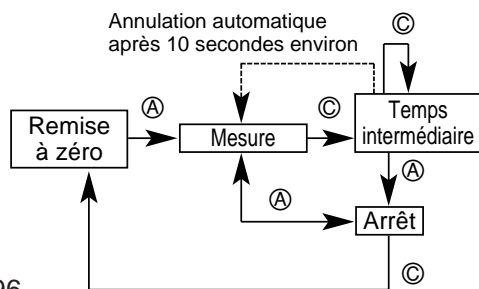 Annulation automatique
après 10 secondes environ
Ⓒ
Ⓐ
Ⓒ
Remise
à zéro
Mesure
Temps
intermédiaire
Ⓐ
Ⓐ
Arrêt
Ⓒ